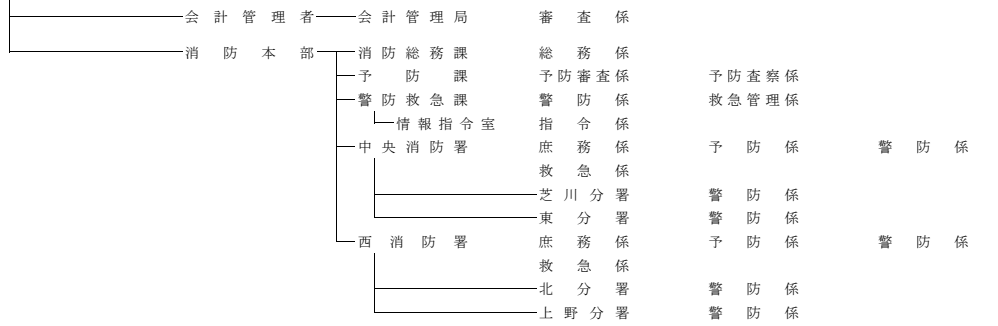 会計管理者 会計管理局 審査係
消防本部 消防総務課 総務係
予防課 予防審査係 予防査察係
警防救急課 警防係 救急管理係
情報指令室 指令係
中央消防署 庶務係 予防係 警防係
救急係
芝川分署 警防係
東分署 警防係
西消防署 庶務係 予防係 警防係
救急係
北分署 警防係
上野分署 警防係